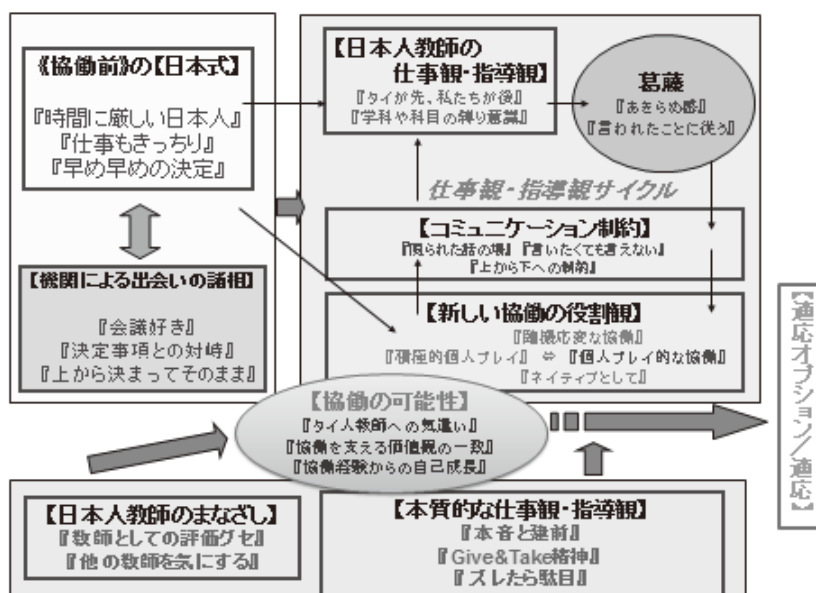 《協働前》の【日本式】
『時間に厳しい日本人』
『仕事もきっちり』
『早め早めの決定』
【機関による出会いの諸相】
『会議好き』
『決定事項との対峙』
『上から決まってそのまま』
【日本人教師の
仕事観・指導観】
『タイが先、私たちが後』
『学科や科目の縛り意識』
葛藤
『あきらめ感』
『言われたことに従う』
仕事観・指導観サイクル
【コミュニケーション制約】
『限られた話の場』『言いたくても言えない』
『上から下への制約』
【新しい協働の役割観】
『臨機応変な協働』
『積極的個人プレイ』 ⇔ 『個人プレイ的な協働』
『ネイティブとして』
【協働の可能性】
『タイ人教師への気遣い』
『協働を支える価値観の一致』
『協働経験からの自己成長』
【適応オプション／適応】
【日本人教師のまなざし】
『教師としての評価グセ』
『他の教師を気にする』
【本質的な仕事観・指導観】
『本音と建前』
『Give&Take精神』
『ズレたら駄目』